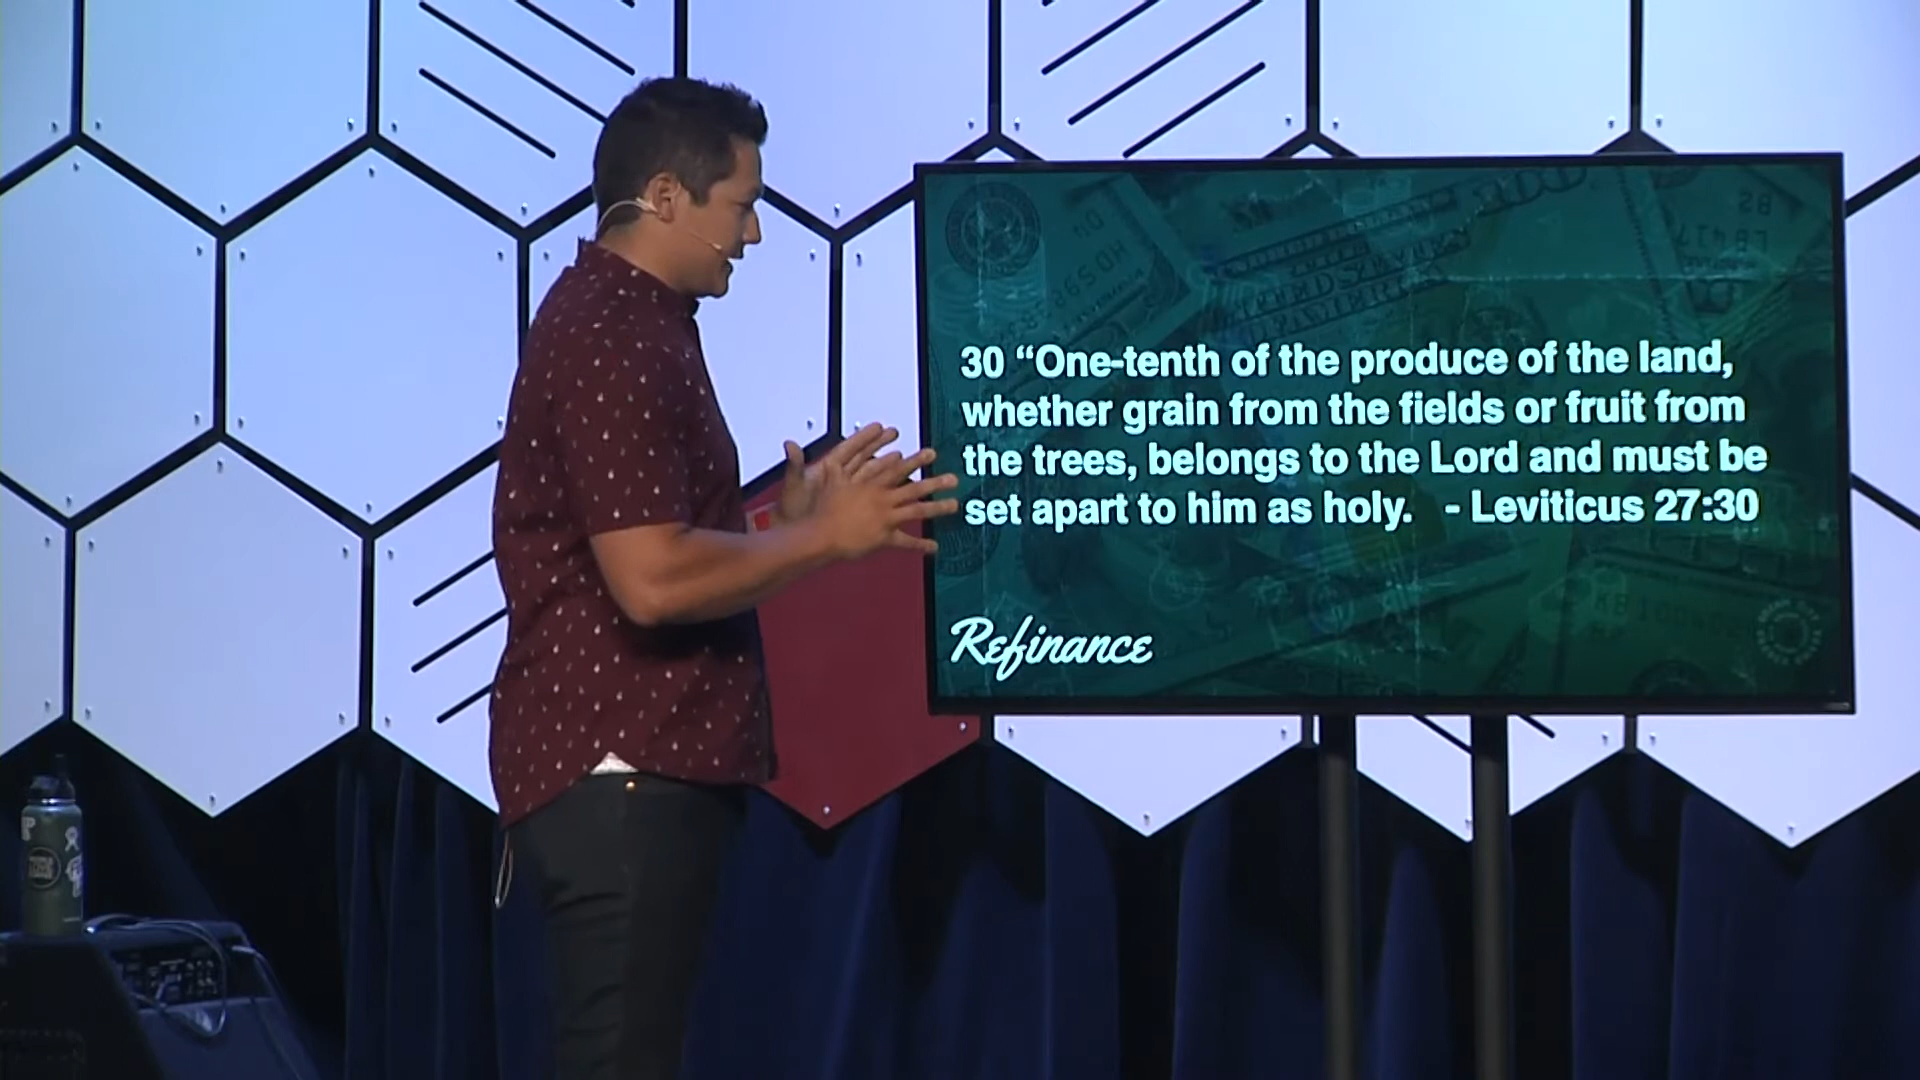 30 “One-tenth of the produce of the land,
whether grain from the fields or fruit from
the trees, belongs to the Lord and must be
set apart to him as holy. - Leviticus 27:30
Refinance